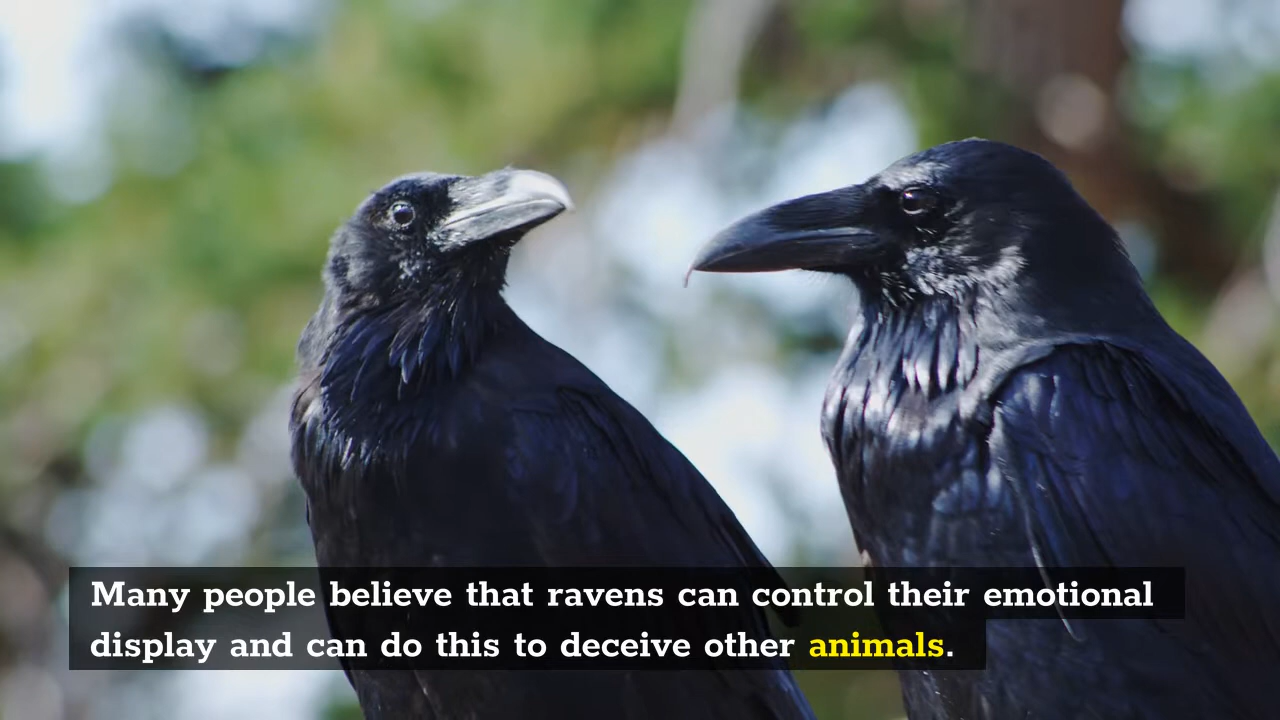 Many people believe that ravens can control their emotional
display and can do this to deceive other animals.